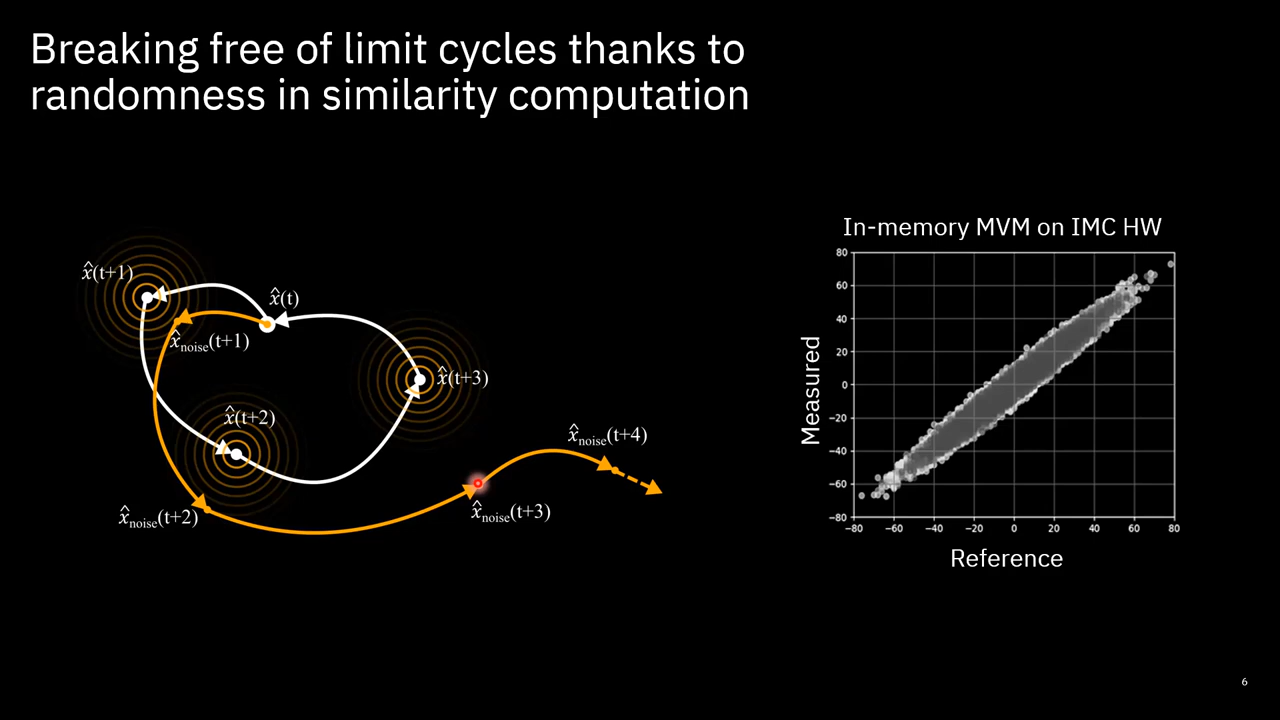 Breaking free of limit cycles thanks to
randomness in similarity computation
x̂(t+1)
x̂(t)
x̂noise(t+1)
x̂(t+3)
x̂(t+2)
x̂noise(t+4)
x̂noise(t+2)
x̂noise(t+3)
In-memory MVM on IMC HW
Measured
80
60
40
20
0
−20
−40
−60
−80
−80 −60 −40 −20 0 20 40 60 80
Reference
6